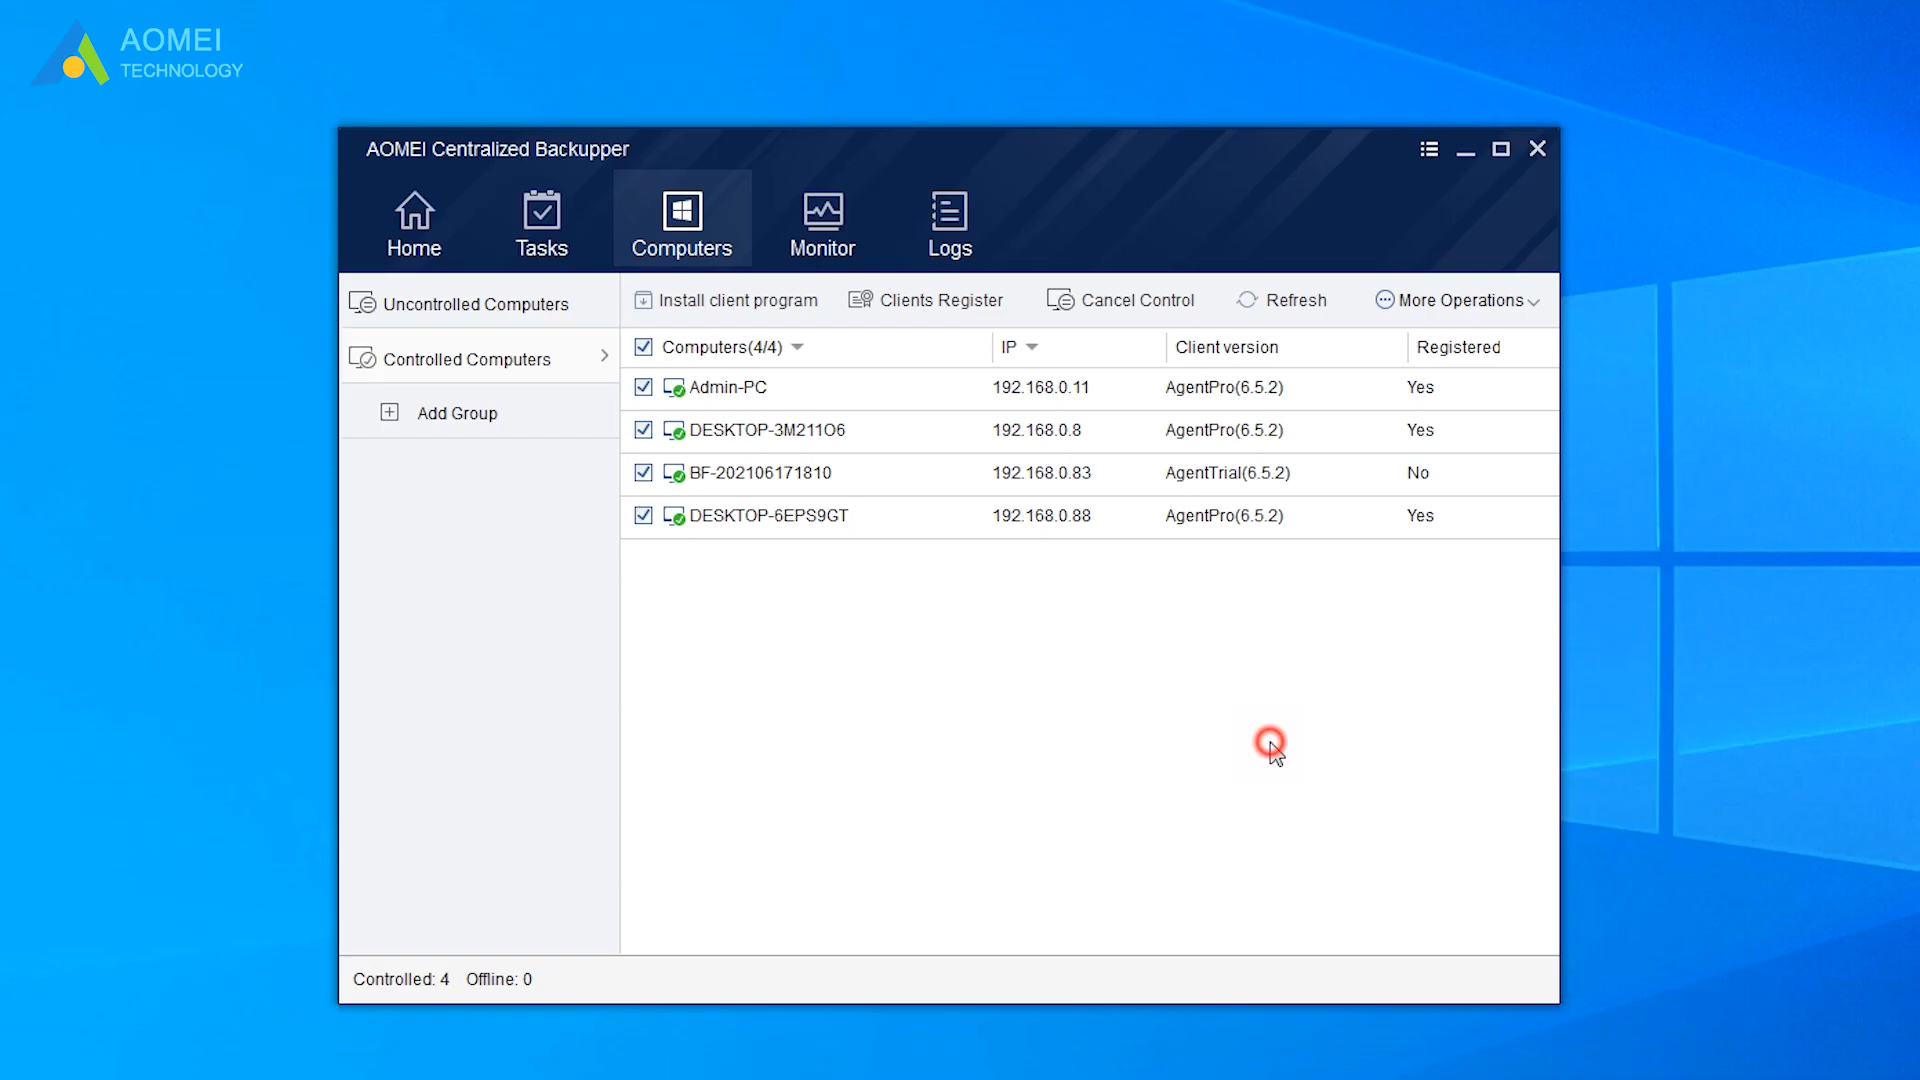 AOMEI
TECHNOLOGY
AOMEI Centralized Backupper
Home Tasks Computers Monitor Logs
Uncontrolled Computers
Controlled Computers
Add Group
Install client program Clients Register Cancel Control Refresh More Operations
Computers(4/4) IP Client version Registered
Admin-PC 192.168.0.11 AgentPro(6.5.2) Yes
DESKTOP-3M211O6 192.168.0.8 AgentPro(6.5.2) Yes
BF-202106171810 192.168.0.83 AgentTrial(6.5.2) No
DESKTOP-6EPS9GT 192.168.0.88 AgentPro(6.5.2) Yes
Controlled: 4 Offline: 0